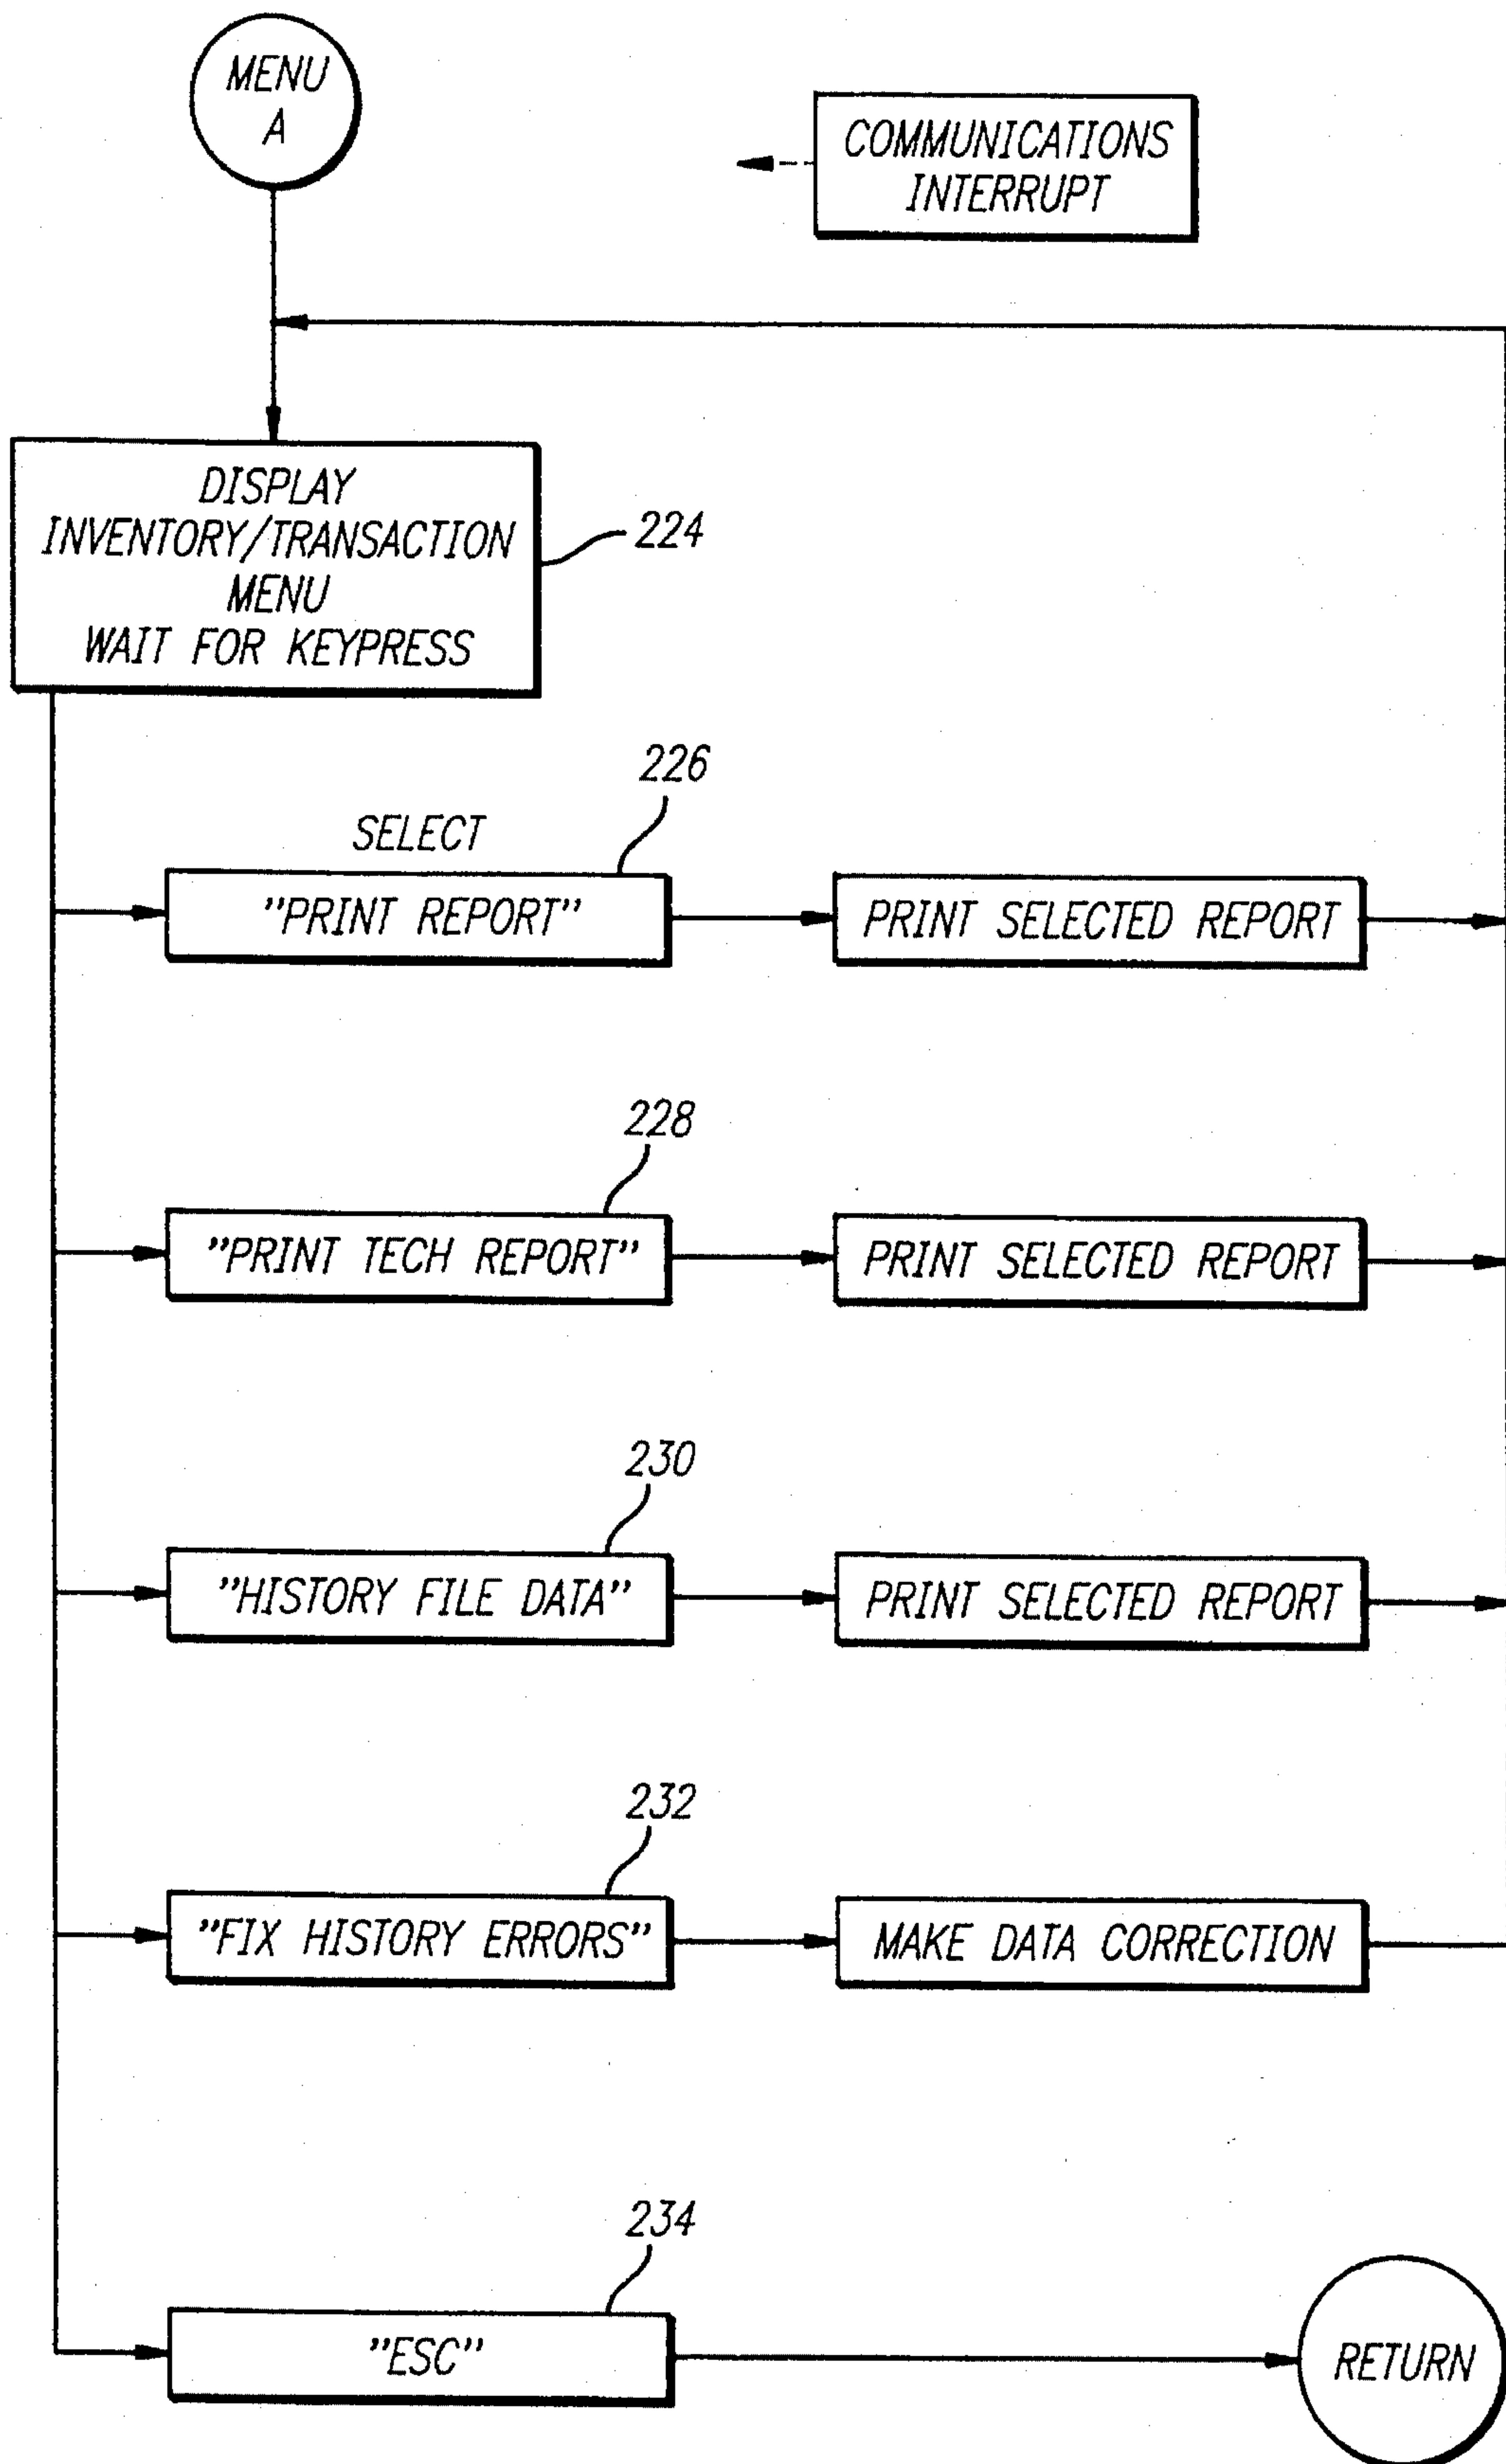 MENU
A
COMMUNICATIONS
INTERRUPT
DISPLAY
INVENTORY/TRANSACTION
MENU
WAIT FOR KEYPRESS
224
226
SELECT
"PRINT REPORT"
PRINT SELECTED REPORT
228
"PRINT TECH REPORT"
PRINT SELECTED REPORT
230
"HISTORY FILE DATA"
PRINT SELECTED REPORT
232
"FIX HISTORY ERRORS"
MAKE DATA CORRECTION
234
"ESC"
RETURN